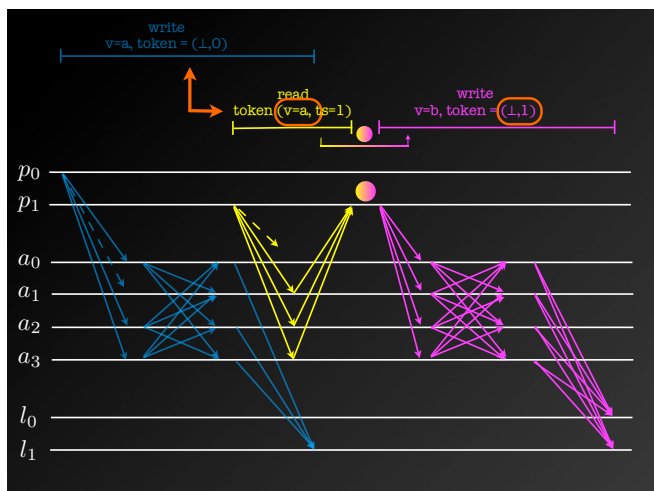 write
v=a, token = (⊥,0)
read
token (v=a, ts=1)
write
v=b, token = (⊥,1)
p₀
p₁
a₀
a₁
a₂
a₃
l₀
l₁